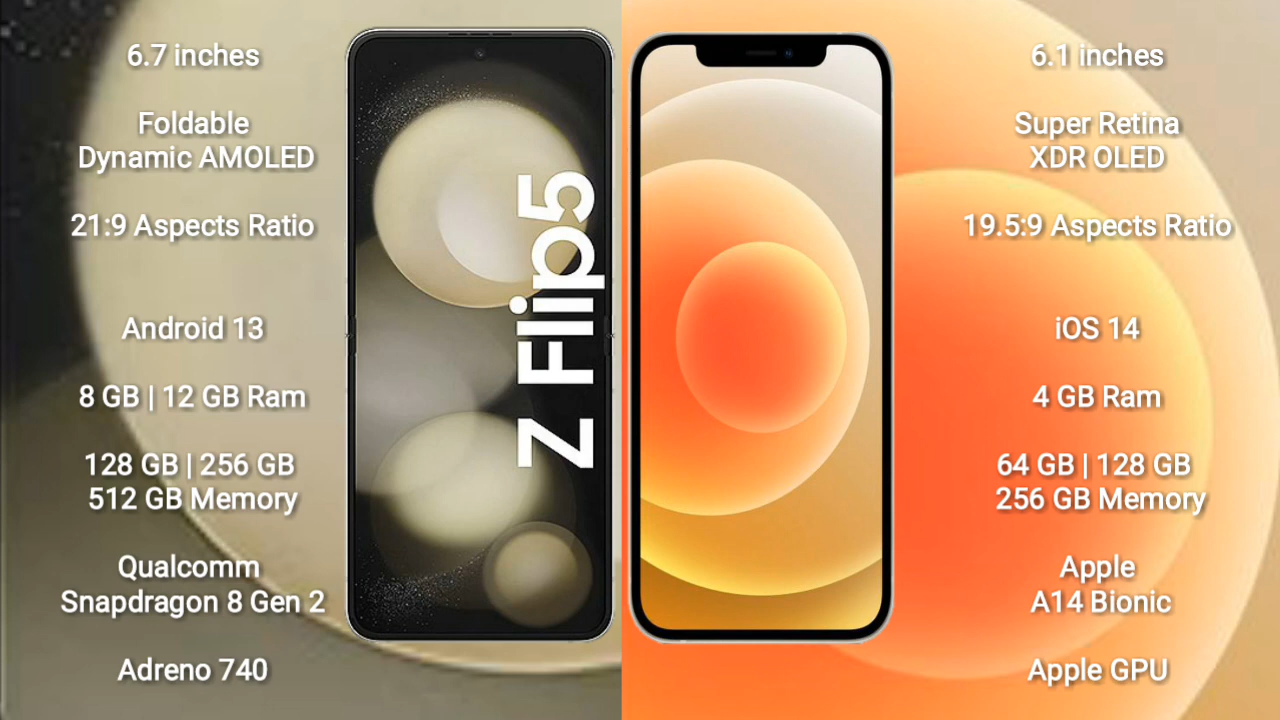 6.7 inches
Foldable
Dynamic AMOLED
21:9 Aspects Ratio
Android 13
8 GB | 12 GB Ram
128 GB | 256 GB
512 GB Memory
Qualcomm
Snapdragon 8 Gen 2
Adreno 740
Z Flip5
6.1 inches
Super Retina
XDR OLED
19.5:9 Aspects Ratio
iOS 14
4 GB Ram
64 GB | 128 GB
256 GB Memory
Apple
A14 Bionic
Apple GPU